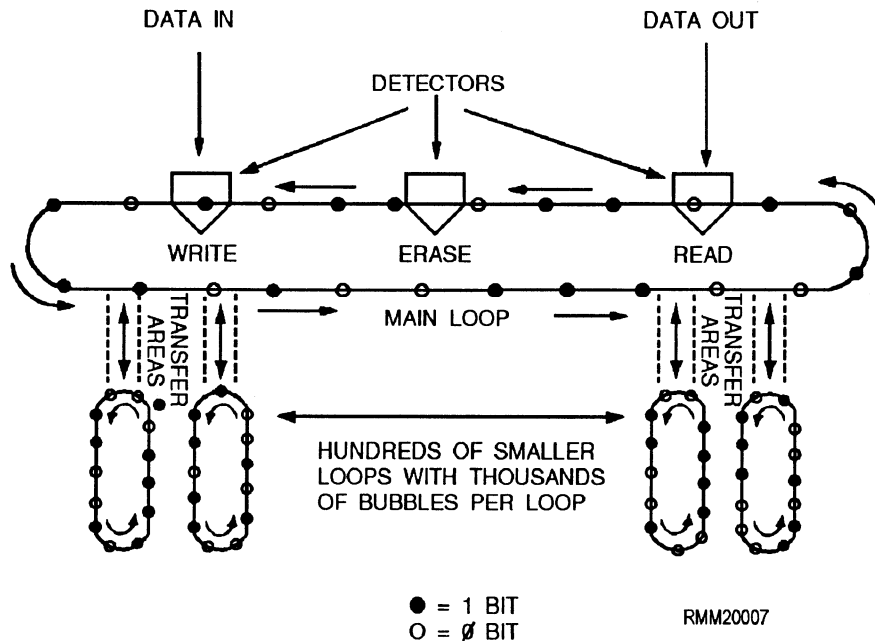 DATA IN
DATA OUT
DETECTORS
WRITE
ERASE
READ
MAIN LOOP
TRANSFER
AREAS
TRANSFER
AREAS
HUNDREDS OF SMALLER
LOOPS WITH THOUSANDS
OF BUBBLES PER LOOP
● = 1 BIT
O = Ø BIT
RMM20007